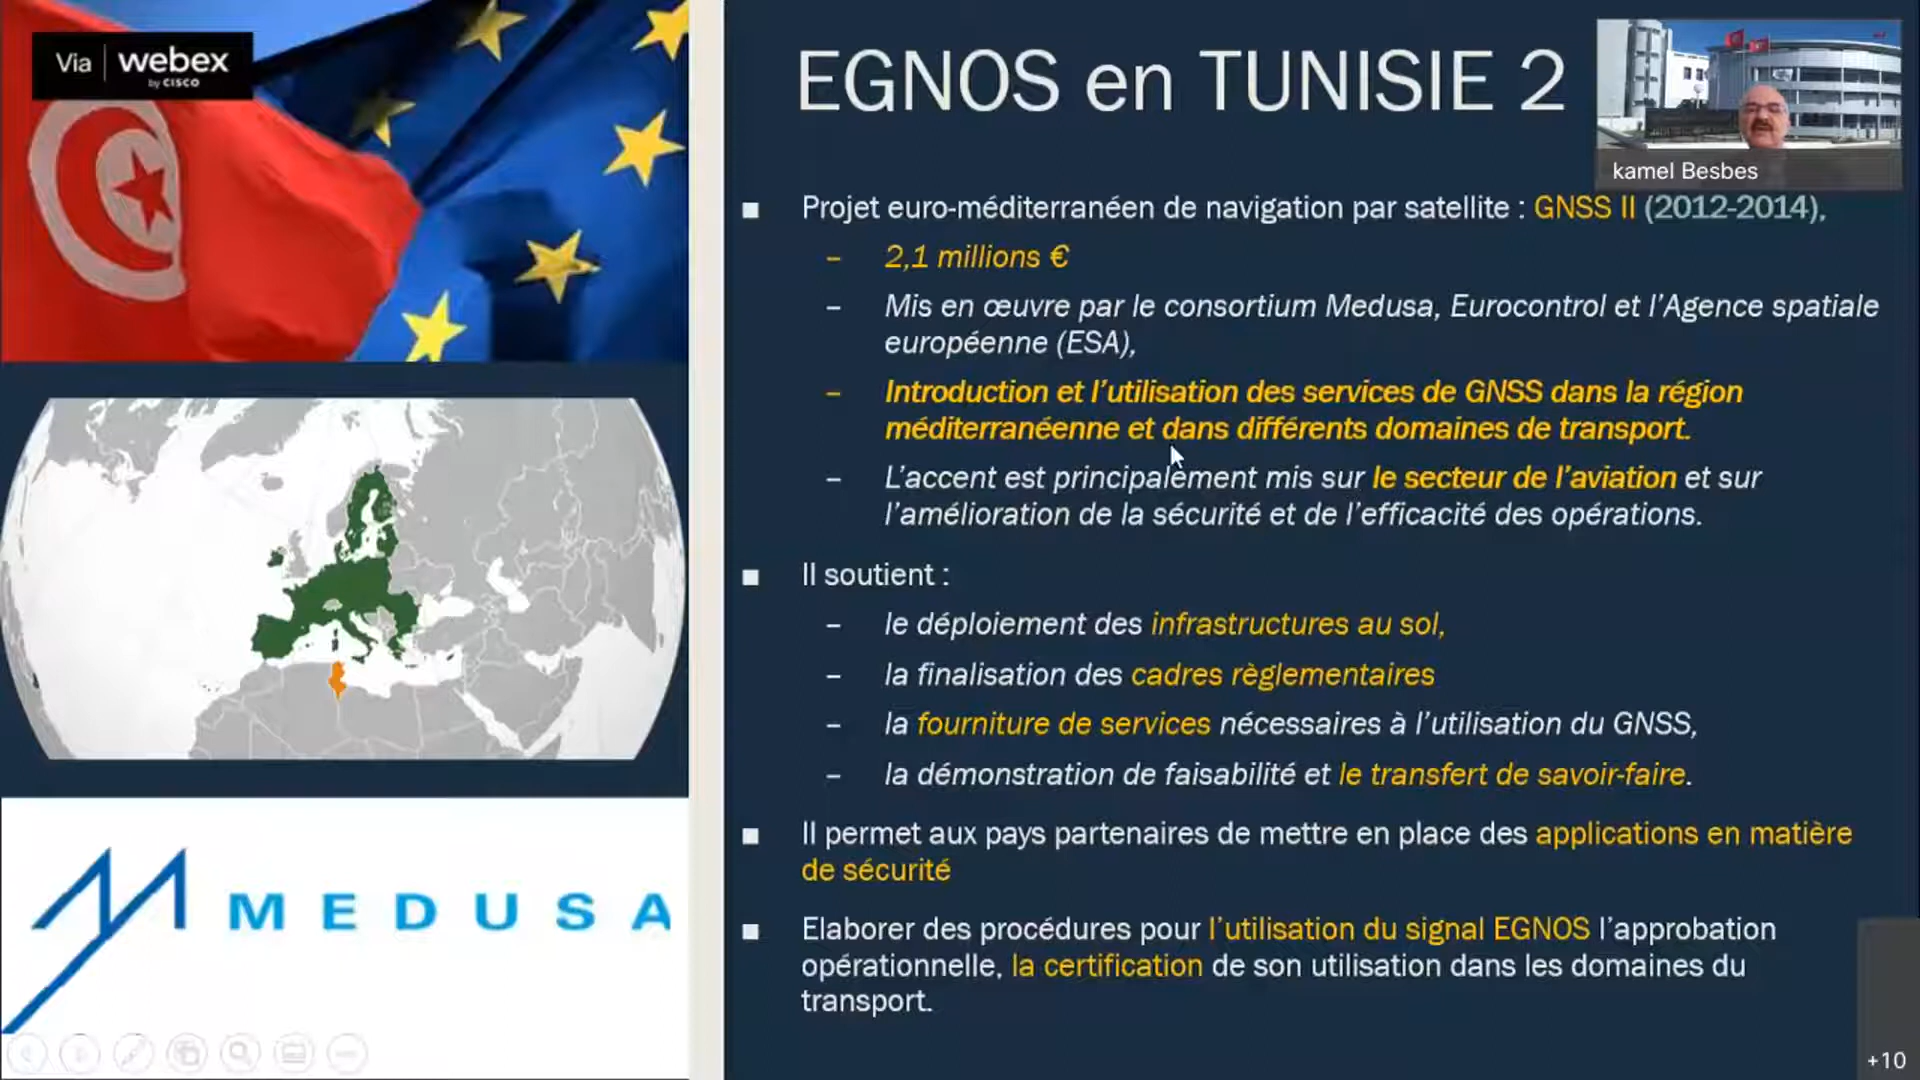 Via webex
by CISCO
EGNOS en TUNISIE 2
kamel Besbes
■ Projet euro-méditerranéen de navigation par satellite : GNSS II (2012-2014),
– 2,1 millions €
– Mis en œuvre par le consortium Medusa, Eurocontrol et l’Agence spatiale
européenne (ESA),
– Introduction et l’utilisation des services de GNSS dans la région
méditerranéenne et dans différents domaines de transport.
– L’accent est principalement mis sur le secteur de l’aviation et sur
l’amélioration de la sécurité et de l’efficacité des opérations.
■ Il soutient :
– le déploiement des infrastructures au sol,
– la finalisation des cadres règlementaires
– la fourniture de services nécessaires à l’utilisation du GNSS,
– la démonstration de faisabilité et le transfert de savoir-faire.
■ Il permet aux pays partenaires de mettre en place des applications en matière
de sécurité
■ Elaborer des procédures pour l’utilisation du signal EGNOS l’approbation
opérationnelle, la certification de son utilisation dans les domaines du
transport.
MEDUSA
+10